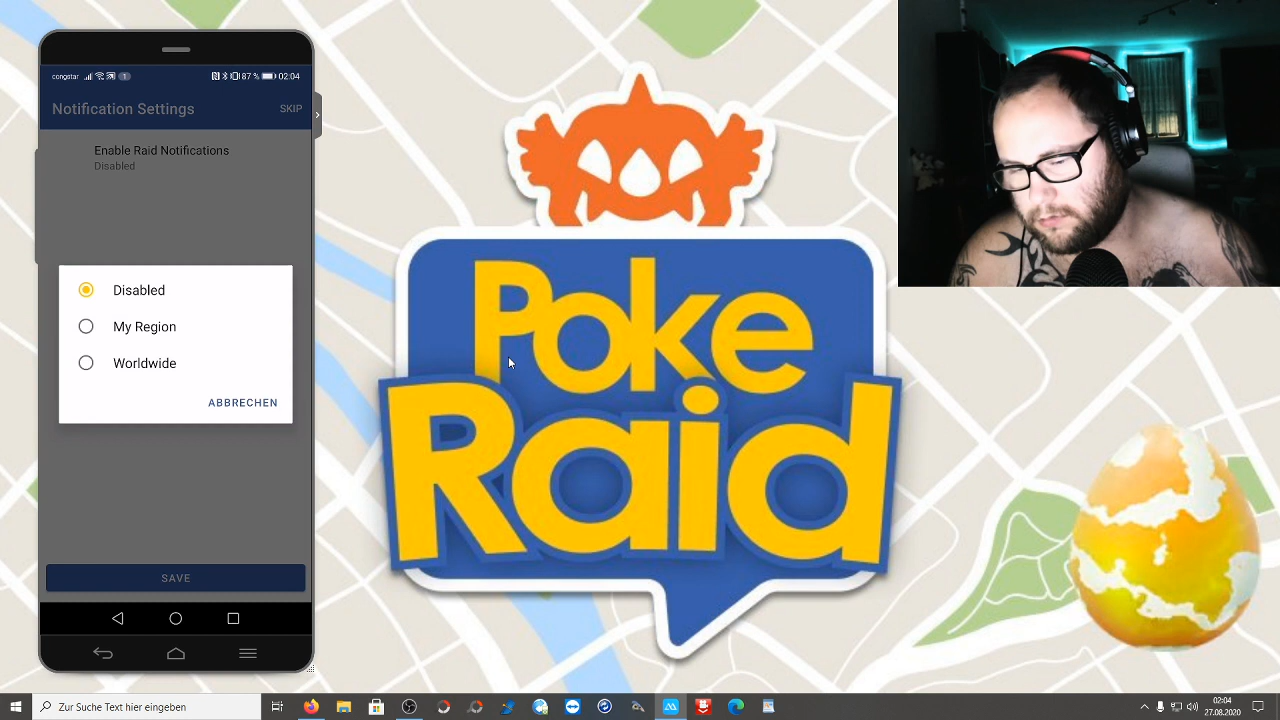 congstar 1 87 % 02:04
Notification Settings SKIP
Enable Raid Notifications
Disabled
Disabled
My Region
Worldwide
ABBRECHEN
SAVE
Poke
Raid
Zur Suche Text hier eingeben
02:04
27.08.2020